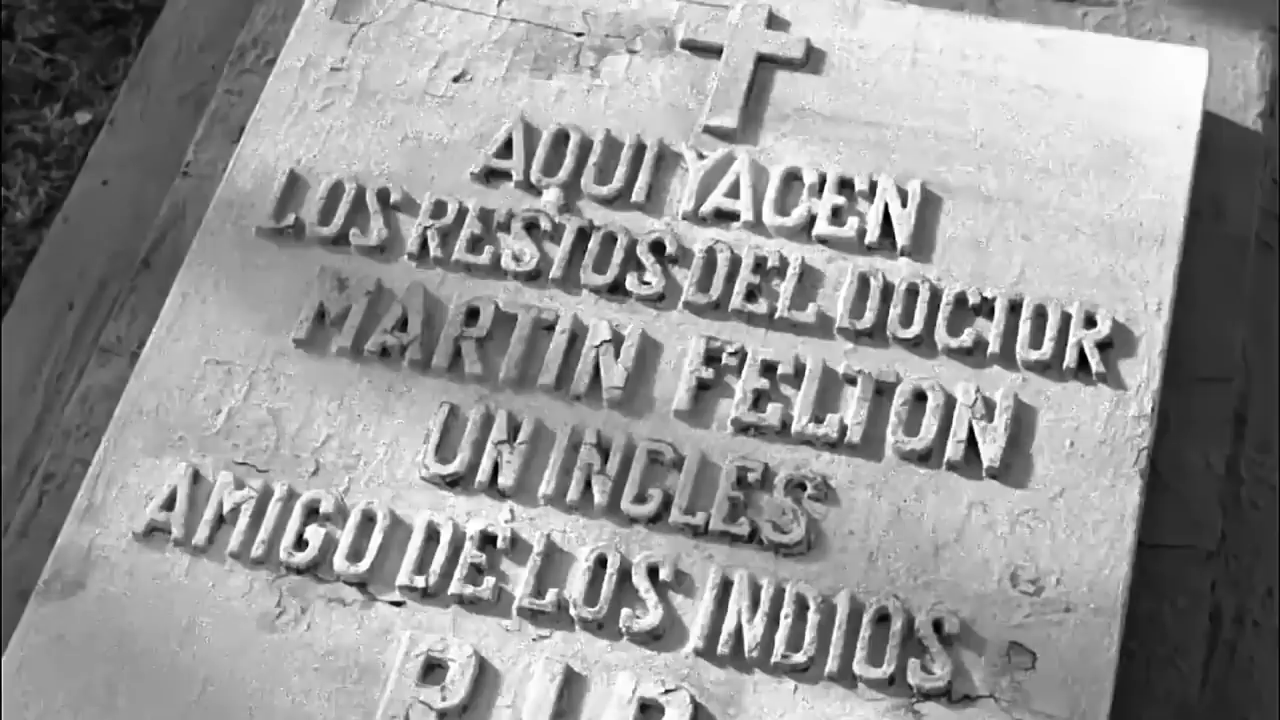 AQUI YACEN
LOS RESTOS DEL DOCTOR
MARTIN FELTON
UN INGLES
AMIGO DE LOS INDIOS
R.I.P.